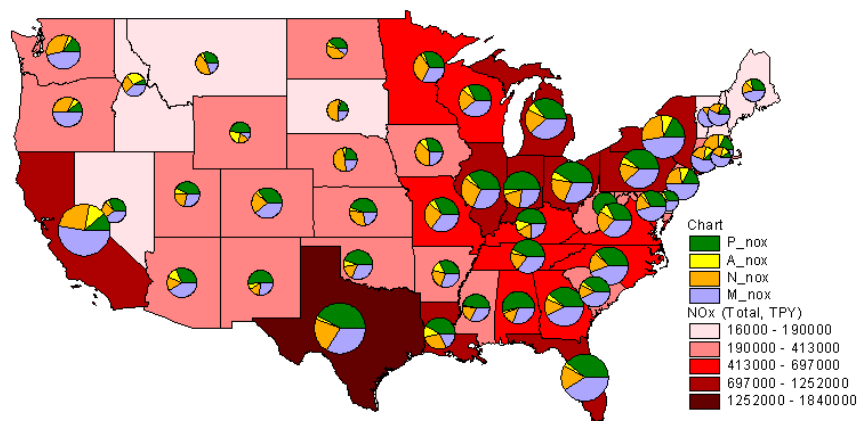 Chart
P_nox
A_nox
N_nox
M_nox
NOx (Total, TPY)
16000 - 190000
190000 - 413000
413000 - 697000
697000 - 1252000
1252000 - 1840000